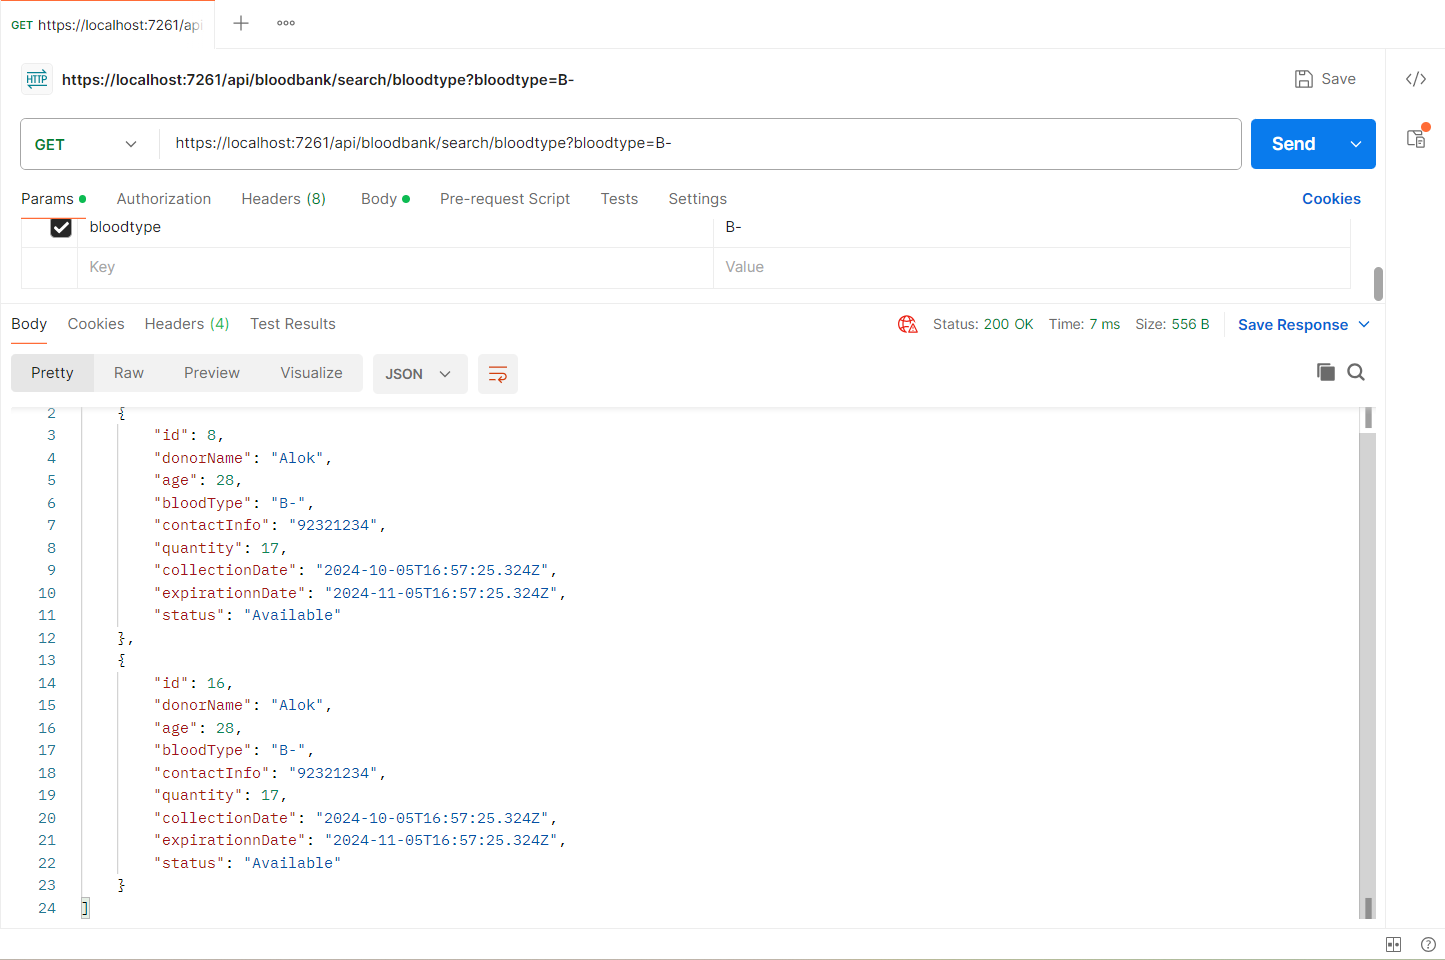 GET https://localhost:7261/api
https://localhost:7261/api/bloodbank/search/bloodtype?bloodtype=B-
Save
GET
https://localhost:7261/api/bloodbank/search/bloodtype?bloodtype=B-
Send
Params Authorization Headers (8) Body Pre-request Script Tests Settings Cookies
bloodtype B-
Key Value
Body Cookies Headers (4) Test Results Status: 200 OK Time: 7 ms Size: 556 B Save Response
Pretty Raw Preview Visualize JSON
2 {
3 "id": 8,
4 "donorName": "Alok",
5 "age": 28,
6 "bloodType": "B-",
7 "contactInfo": "92321234",
8 "quantity": 17,
9 "collectionDate": "2024-10-05T16:57:25.324Z",
10 "expirationnDate": "2024-11-05T16:57:25.324Z",
11 "status": "Available"
12 },
13 {
14 "id": 16,
15 "donorName": "Alok",
16 "age": 28,
17 "bloodType": "B-",
18 "contactInfo": "92321234",
19 "quantity": 17,
20 "collectionDate": "2024-10-05T16:57:25.324Z",
21 "expirationnDate": "2024-11-05T16:57:25.324Z",
22 "status": "Available"
23 }
24 ]